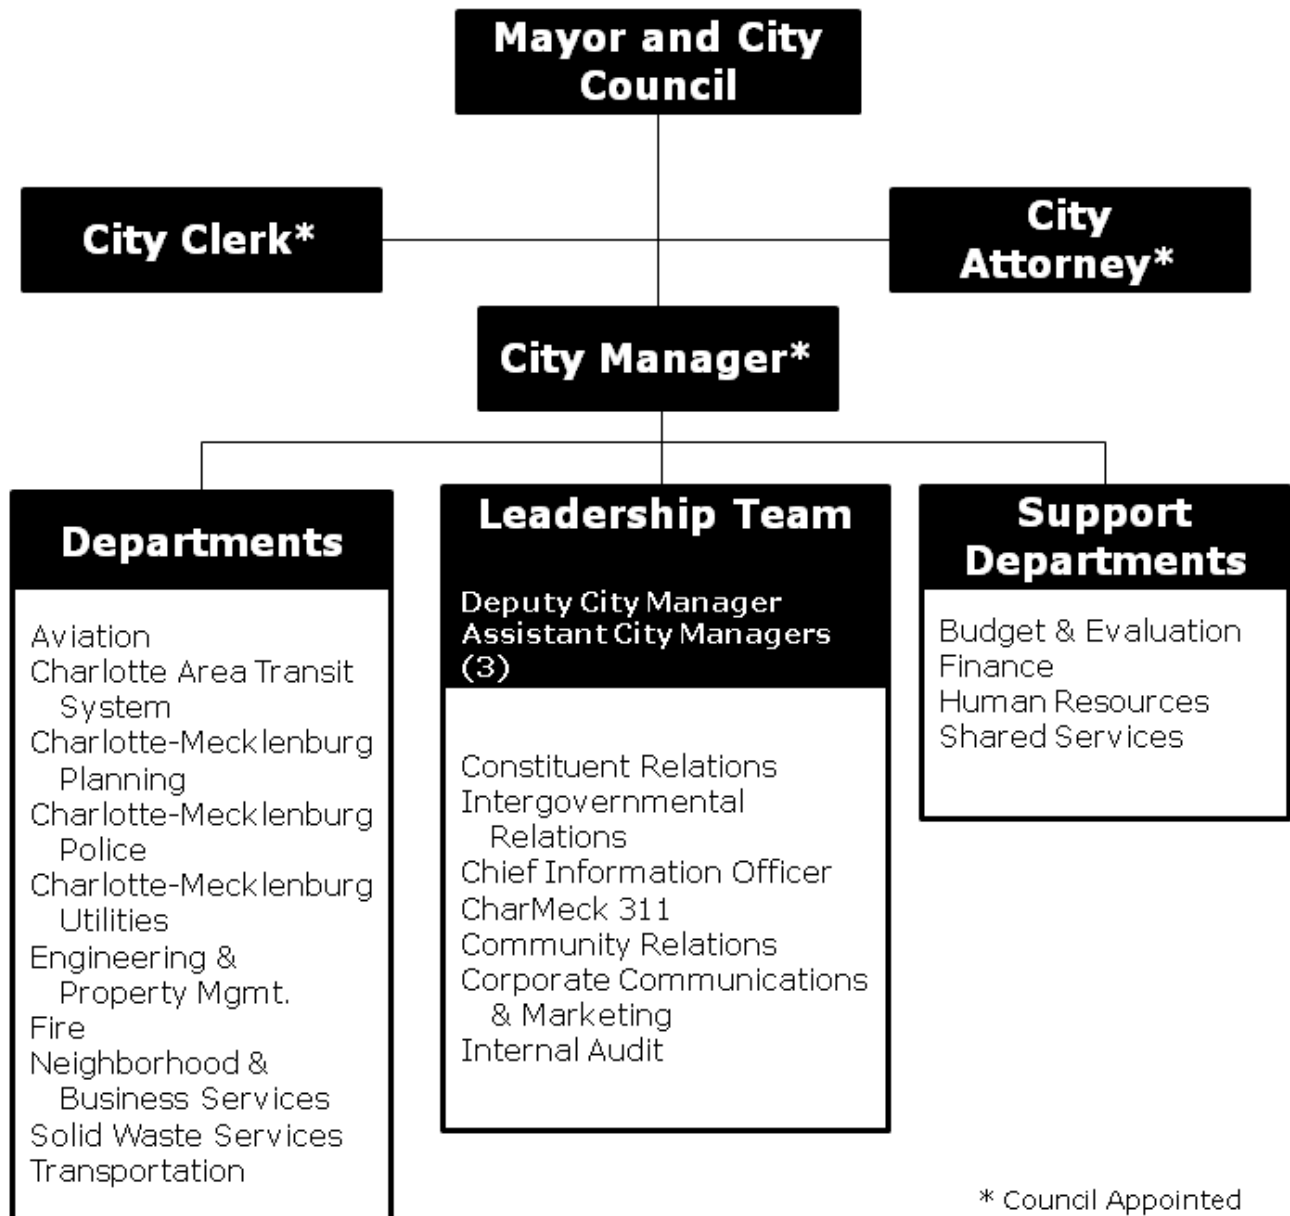 Mayor and City
Council
City Clerk*
City
Attorney*
City Manager*
Departments
Aviation
Charlotte Area Transit
System
Charlotte-Mecklenburg
Planning
Charlotte-Mecklenburg
Police
Charlotte-Mecklenburg
Utilities
Engineering &
Property Mgmt.
Fire
Neighborhood &
Business Services
Solid Waste Services
Transportation
Leadership Team
Deputy City Manager
Assistant City Managers
(3)
Constituent Relations
Intergovernmental
Relations
Chief Information Officer
CharMeck 311
Community Relations
Corporate Communications
& Marketing
Internal Audit
Support
Departments
Budget & Evaluation
Finance
Human Resources
Shared Services
* Council Appointed